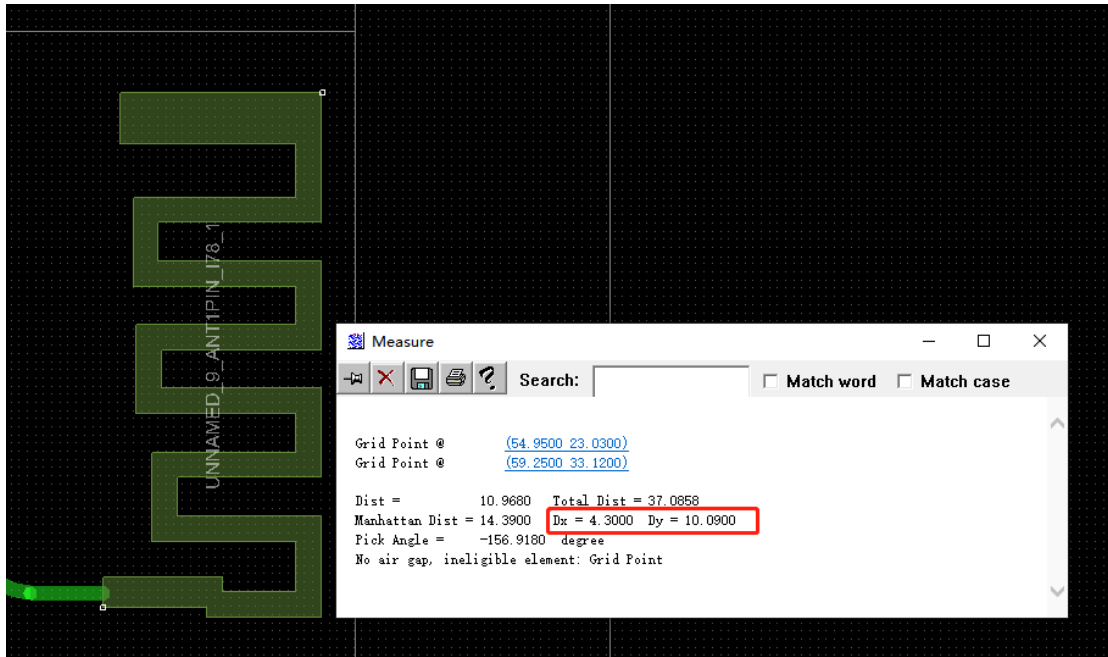 UNNAMED_9_ANT1PIN_I78_1
Measure
Search:
Match word
Match case
Grid Point @ (54.9500 23.0300)
Grid Point @ (59.2500 33.1200)
Dist = 10.9680 Total Dist = 37.0858
Manhattan Dist = 14.3900 Dx = 4.3000 Dy = 10.0900
Pick Angle = -156.9180 degree
No air gap, ineligible element: Grid Point